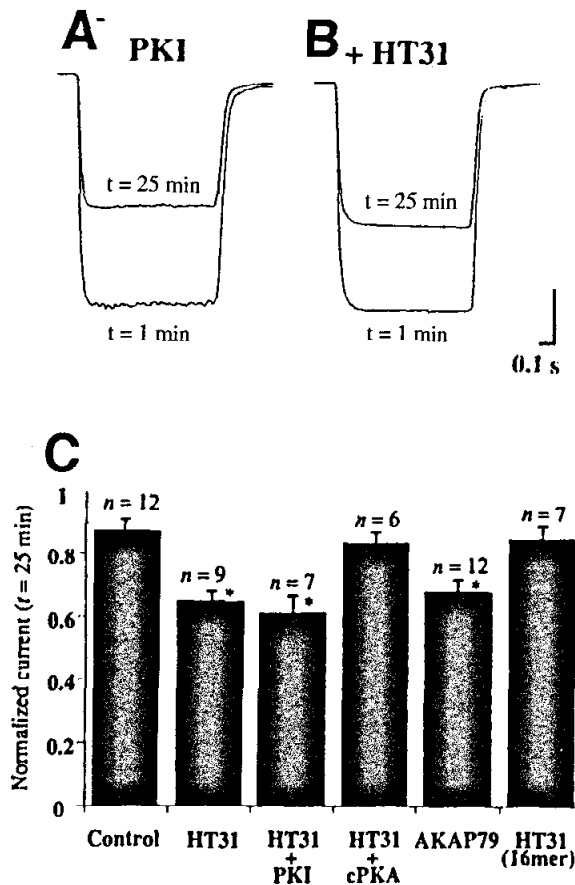 A- PKI
B + HT31
t = 25 min
t = 25 min
t = 1 min
t = 1 min
0.1 s
C
Normalized current (t = 25 min)
1
0.8
0.6
0.4
0.2
0
n = 12
n = 9 *
n = 7 *
n = 6
n = 12 *
n = 7
Control
HT31
HT31 + PKI
HT31 + cPKA
AKAP79
HT31 (16mer)